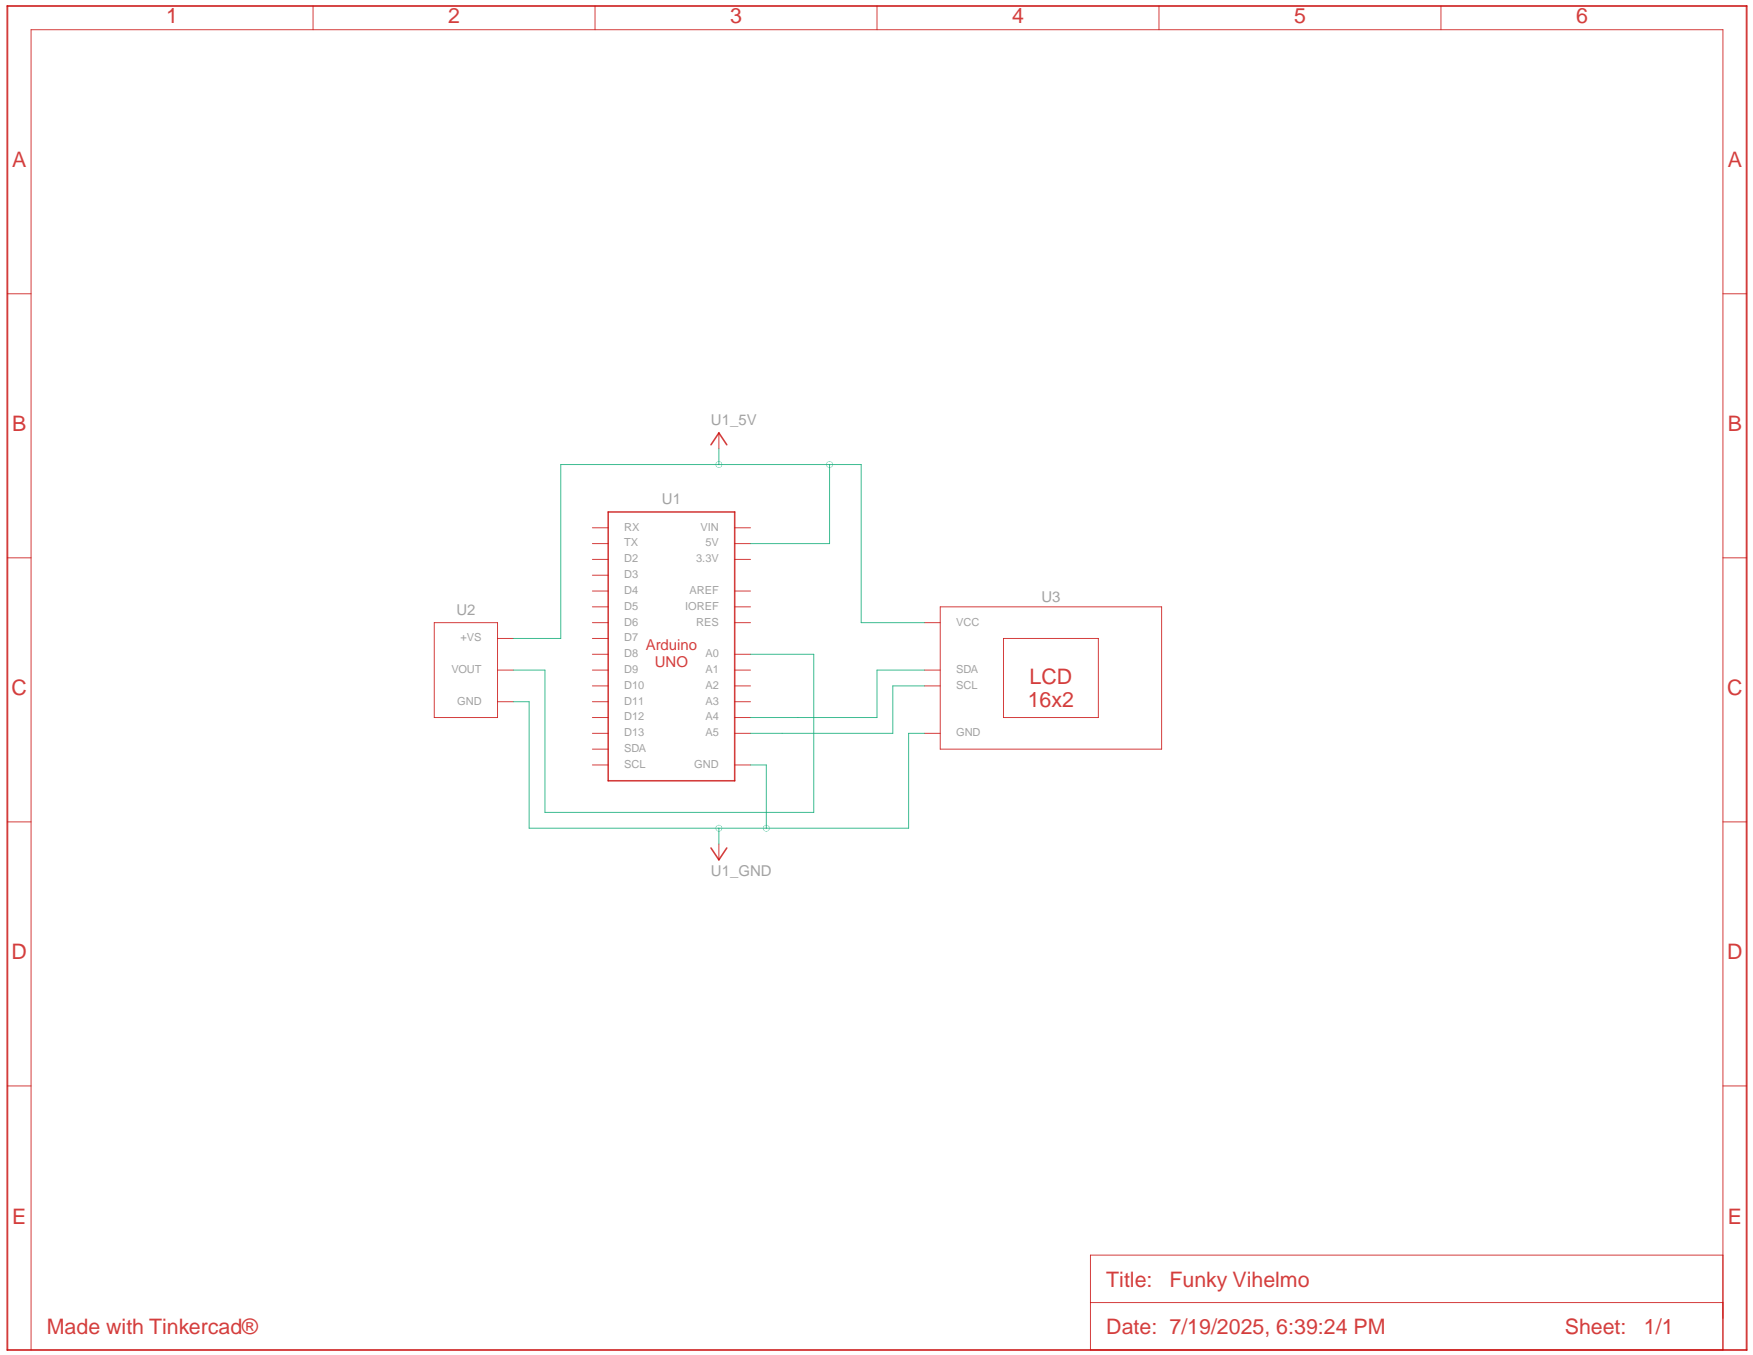 1 2 3 4 5 6
A A
B B
U1_5V
U1
RX VIN
TX 5V
D2 3.3V
D3
D4 AREF
D5 IOREF
D6 RES
D7
D8 A0
D9 A1
D10 A2
D11 A3
D12 A4
D13 A5
SDA
SCL GND
Arduino
UNO
U2
+VS
VOUT
GND
U3
VCC
SDA
SCL
GND
LCD
16x2
C C
U1_GND
D D
E E
Title: Funky Vihelmo
Made with Tinkercad®
Date: 7/19/2025, 6:39:24 PM Sheet: 1/1